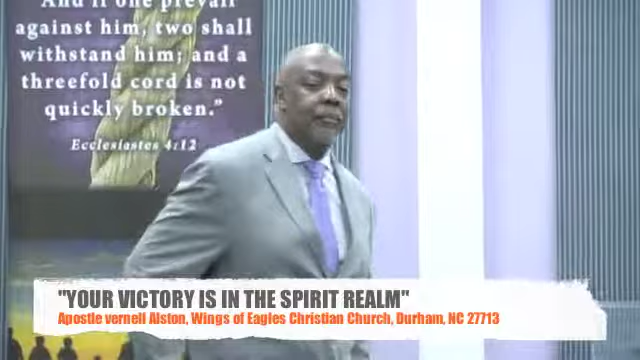 And if one prevail
against him, two shall
withstand him; and a
threefold cord is not
quickly broken."
Ecclesiastes 4:12
"YOUR VICTORY IS IN THE SPIRIT REALM"
Apostle vernell Alston, Wings of Eagles Christian Church, Durham, NC 27713